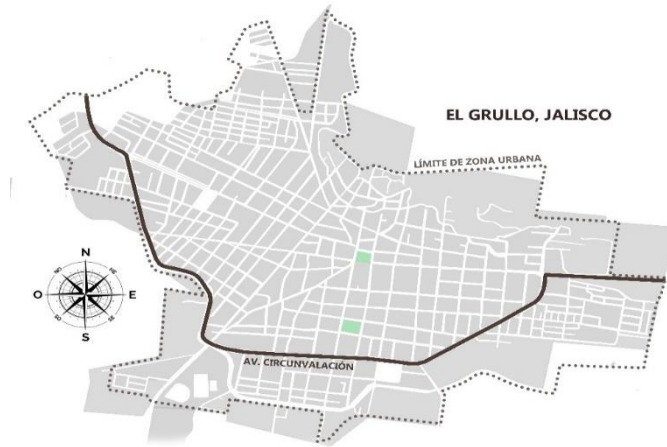 EL GRULLO, JALISCO
LÍMITE DE ZONA URBANA
N
O
E
S
AV. CIRCUNVALACIÓN